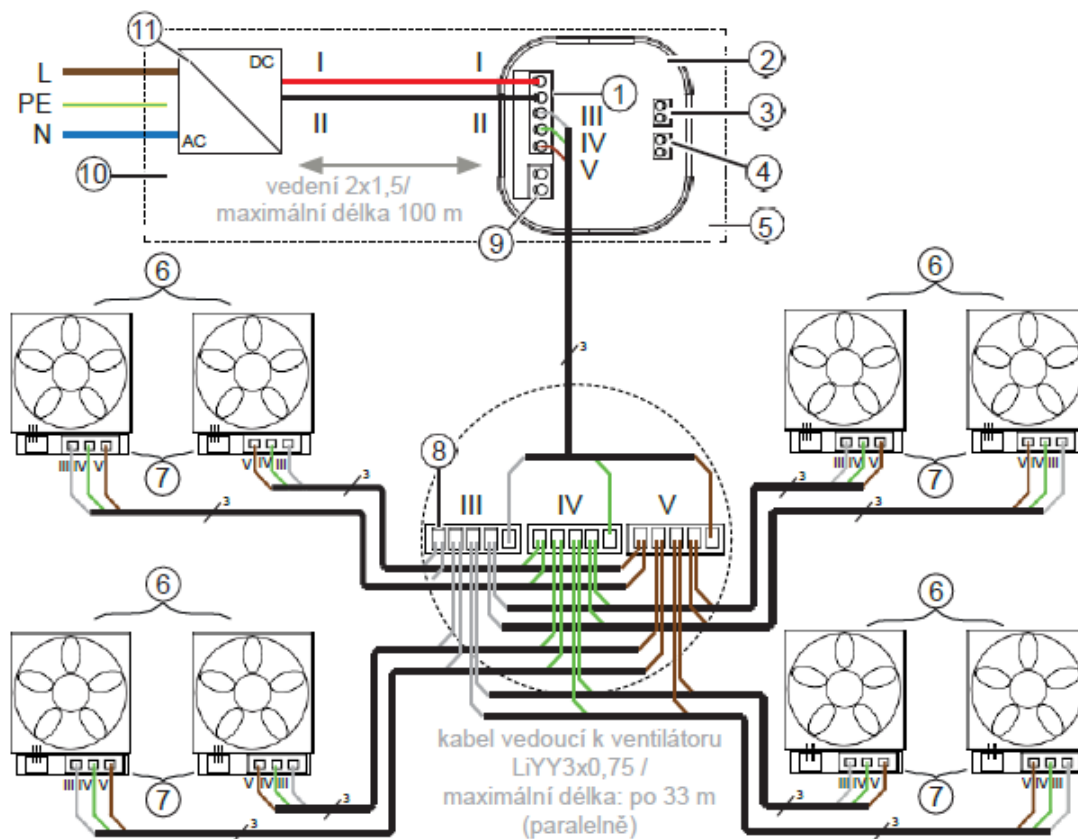 11
DC
AC
L
PE
N
I
I
II
II
1
III
IV
V
2
3
4
5
9
10
vedení 2x1,5/
maximální délka 100 m
6
6
3
7
7
III IV V
V IV III
III IV V
V IV III
8
III
IV
V
3
3
3
3
6
6
7
7
III IV V
V IV III
III IV V
V IV III
3
3
3
3
kabel vedoucí k ventilátoru
LiYY3x0,75 /
maximální délka: po 33 m
(paralelně)